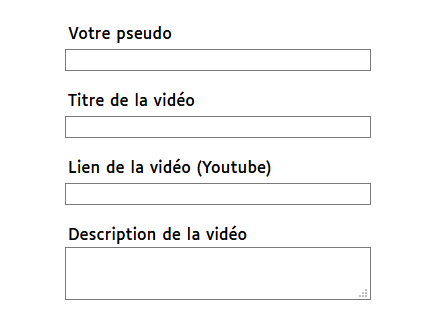 Votre pseudo
Titre de la vidéo
Lien de la vidéo (Youtube)
Description de la vidéo